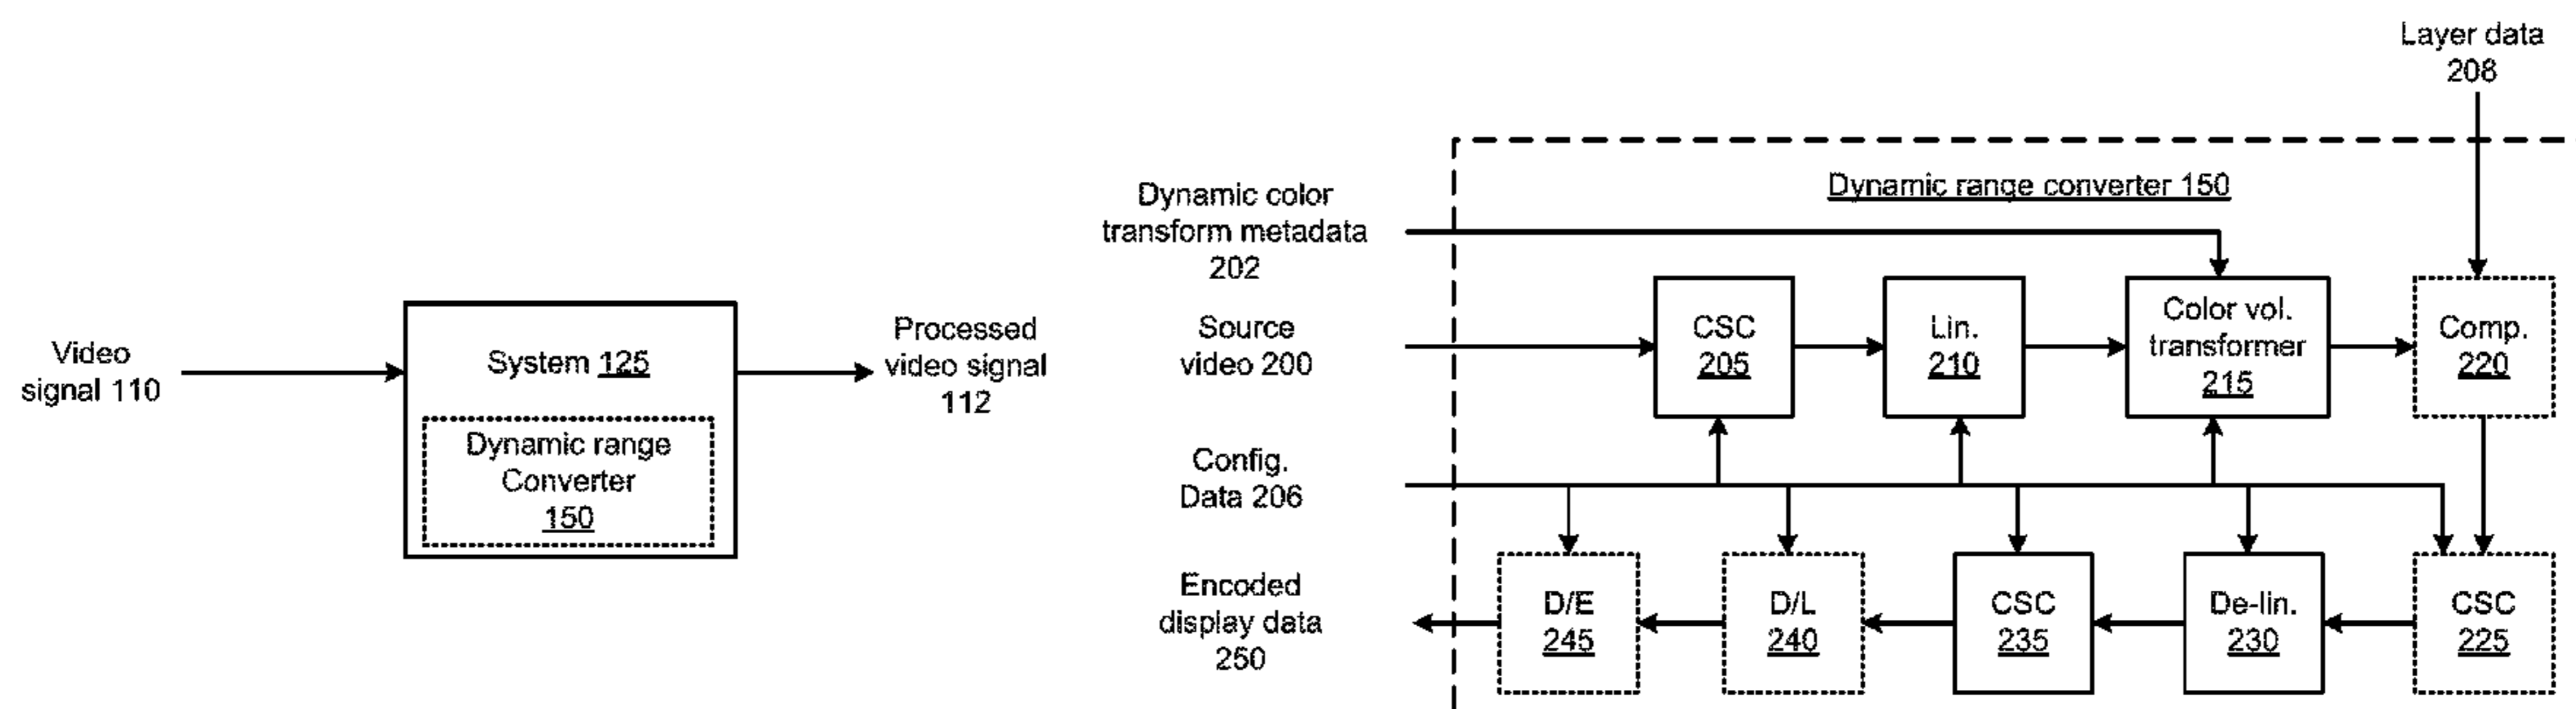 Video
signal 110
System 125
Dynamic range
Converter
150
Processed
video signal
112
Layer data
208
Dynamic range converter 150
Dynamic color
transform metadata
202
Source
video 200
CSC
205
Lin.
210
Color vol.
transformer
215
Comp.
220
Config.
Data 206
Encoded
display data
250
D/E
245
D/L
240
CSC
235
De-lin.
230
CSC
225